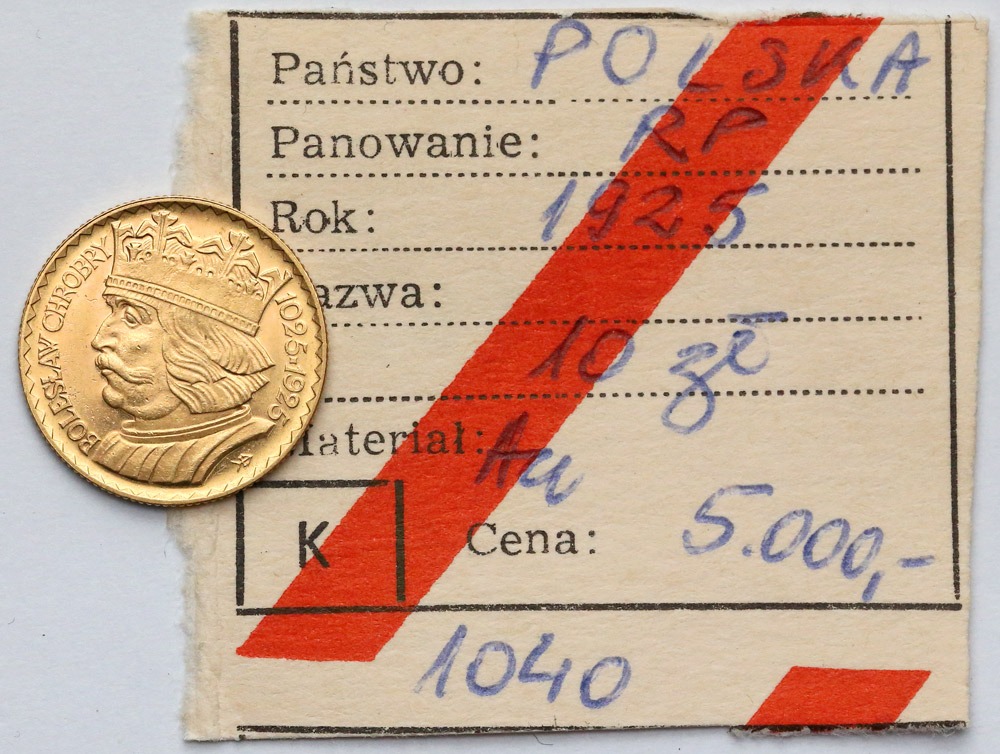 Państwo: POLSKA
Panowanie: RP
Rok: 1925
azwa:
10 zł
ateriał: Au
K
Cena: 5.000,-
1040
BOLESŁAW CHROBRY
1025-1925